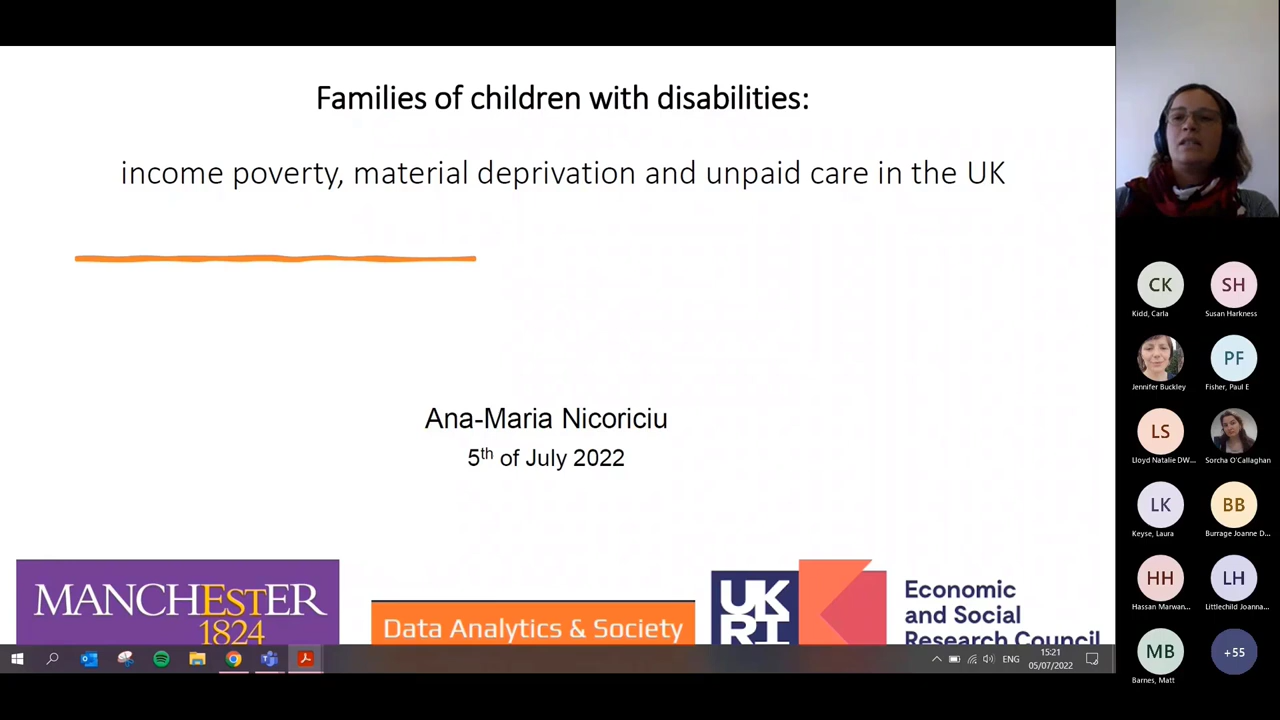 Families of children with disabilities:
income poverty, material deprivation and unpaid care in the UK
Ana-Maria Nicoriciu
5th of July 2022
MANCHESTER
1824
Data Analytics & Society
UK
RI
Economic
and Social
Research Council
ENG
15:21
05/07/2022
CK
SH
Kidd, Carla
Susan Harkness
PF
Jennifer Buckley
Fisher, Paul E
LS
Lloyd Natalie DW...
Sorcha O'Callaghan
LK
BB
Keyse, Laura
Burrage Joanne D...
HH
LH
Hassan Marwan...
Littlechild Joanna...
MB
+55
Barnes, Matt